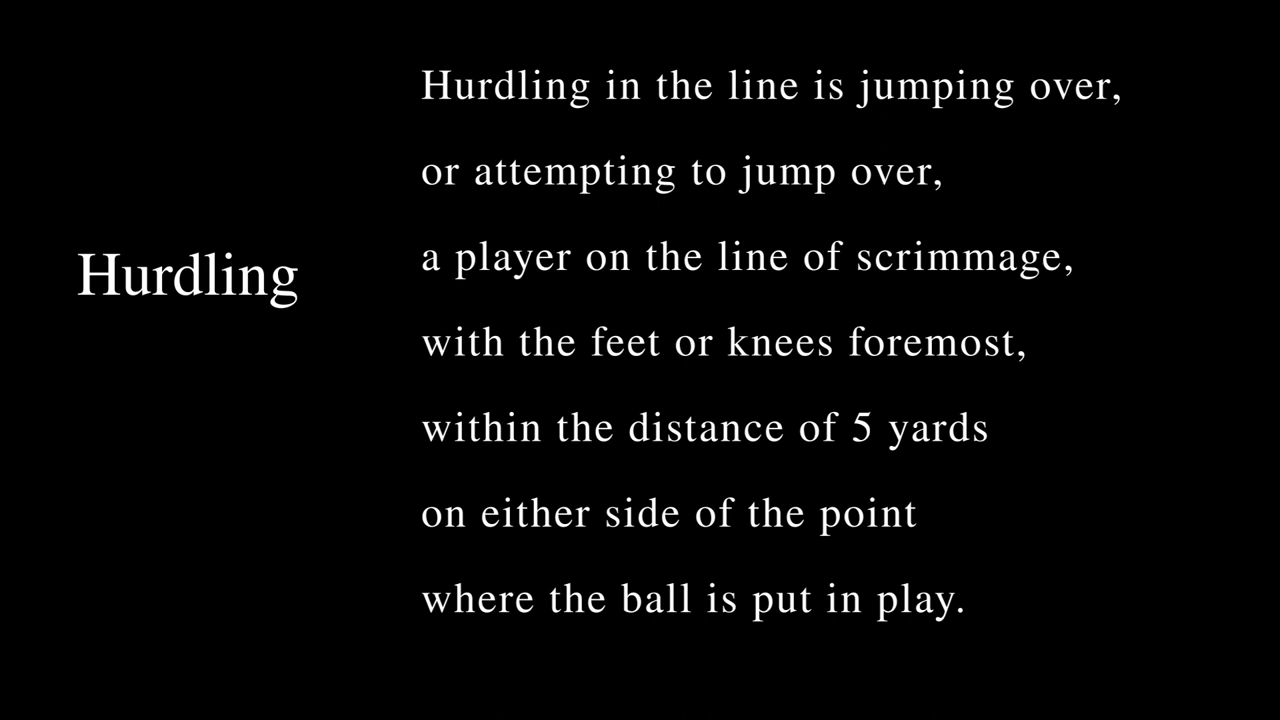 Hurdling
Hurdling in the line is jumping over,
or attempting to jump over,
a player on the line of scrimmage,
with the feet or knees foremost,
within the distance of 5 yards
on either side of the point
where the ball is put in play.